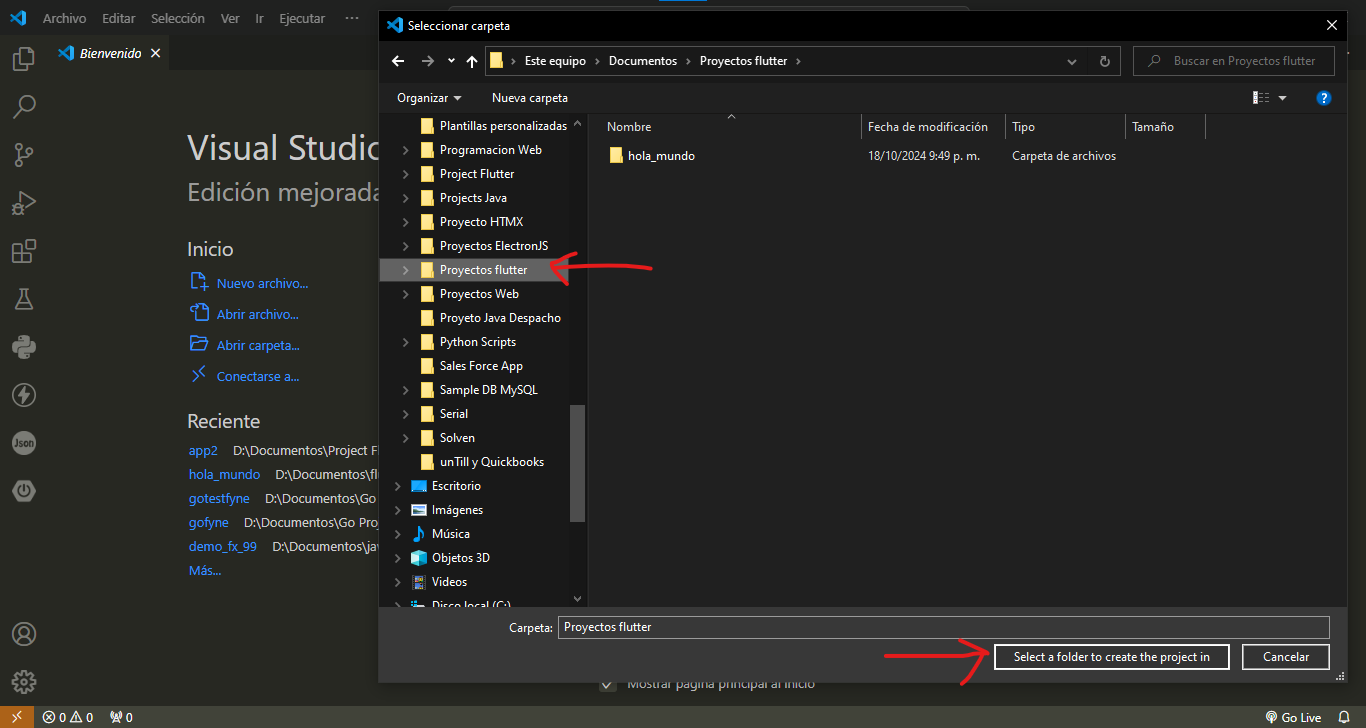 Archivo Editar Selección Ver Ir Ejecutar ···
Bienvenido
Visual Studio
Edición mejorada
Inicio
Nuevo archivo...
Abrir archivo...
Abrir carpeta...
Conectarse a...
Reciente
app2 D:\Documentos\Project F
hola_mundo D:\Documentos\flu
gotestfyne D:\Documentos\Go
gofyne D:\Documentos\Go Proj
demo_fx_99 D:\Documentos\jav
Más...
Json
Seleccionar carpeta
Este equipo › Documentos › Proyectos flutter ›
Buscar en Proyectos flutter
Organizar Nueva carpeta
Plantillas personalizadas
Programacion Web
Project Flutter
Projects Java
Proyecto HTMX
Proyectos ElectronJS
Proyectos flutter
Proyectos Web
Proyeto Java Despacho
Python Scripts
Sales Force App
Sample DB MySQL
Serial
Solven
unTill y Quickbooks
Escritorio
Imágenes
Música
Objetos 3D
Videos
Disco local (C:)
Nombre Fecha de modificación Tipo Tamaño
hola_mundo 18/10/2024 9:49 p. m. Carpeta de archivos
Carpeta: Proyectos flutter
Select a folder to create the project in Cancelar
Mostrar página principal al inicio
0 0 0 Go Live